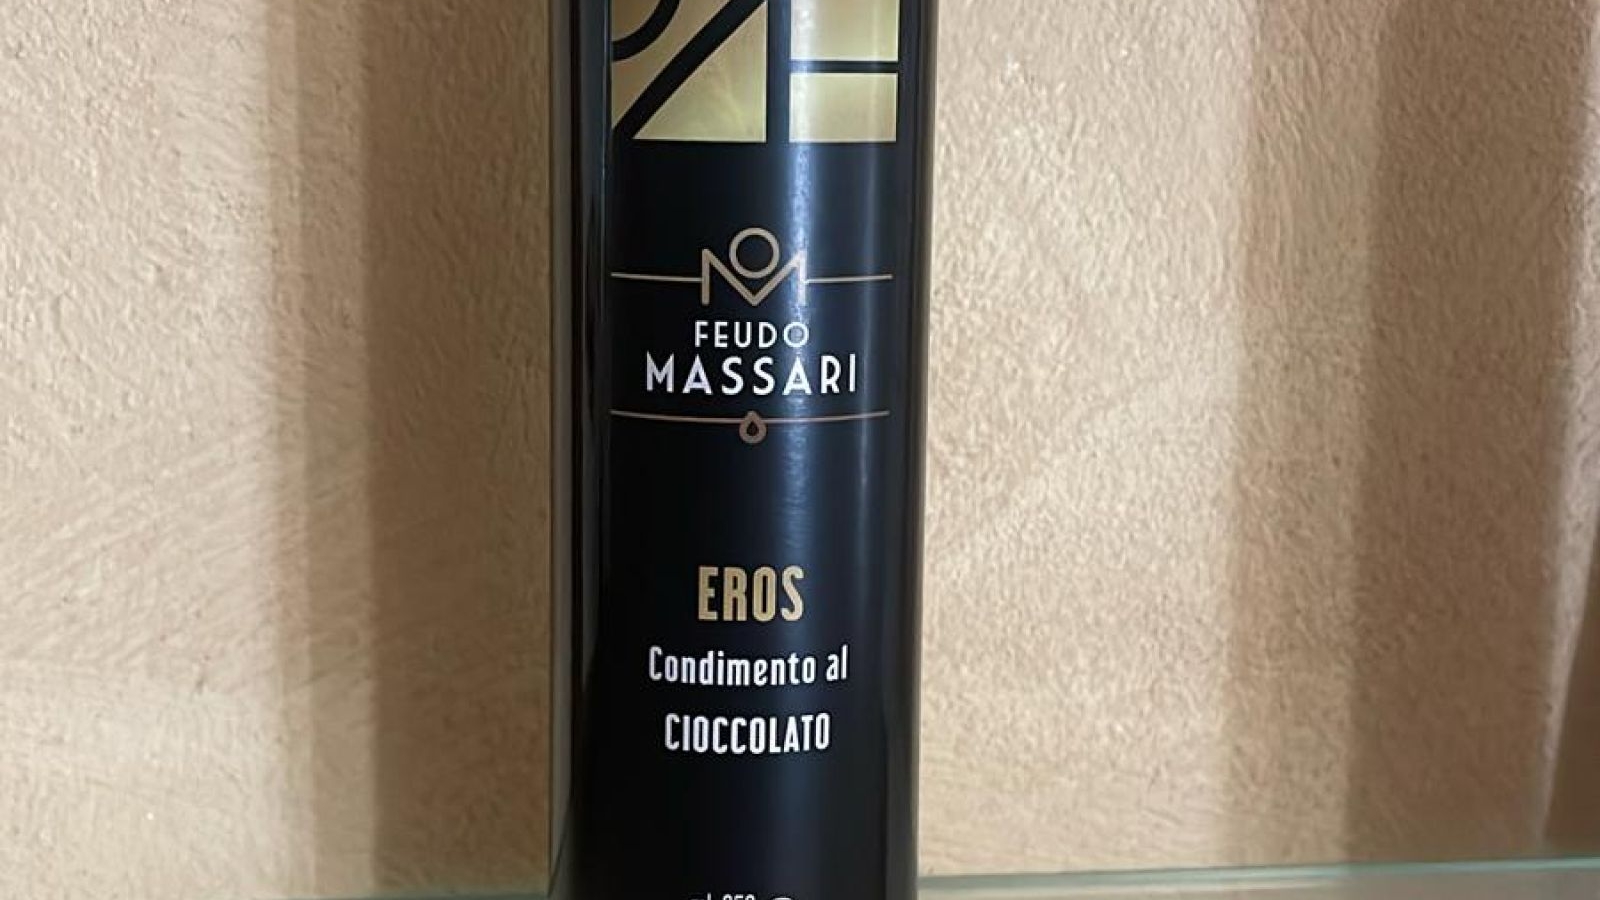 FEUDO
MASSARI
EROS
Condimento al
CIOCCOLATO